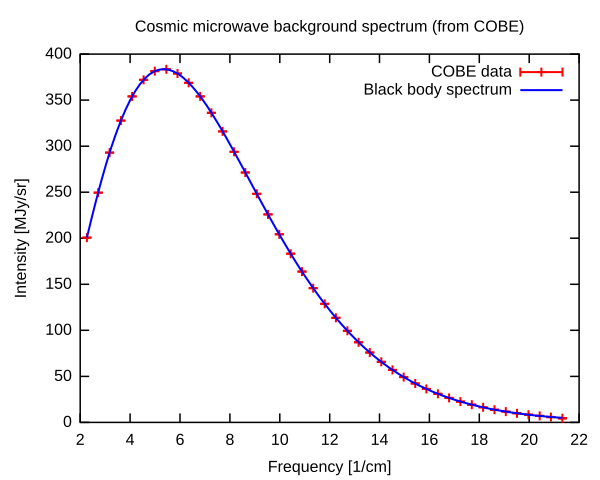 Cosmic microwave background spectrum (from COBE)
COBE data
Black body spectrum
400
350
300
250
200
150
100
50
0
2 4 6 8 10 12 14 16 18 20 22
Intensity [MJy/sr]
Frequency [1/cm]